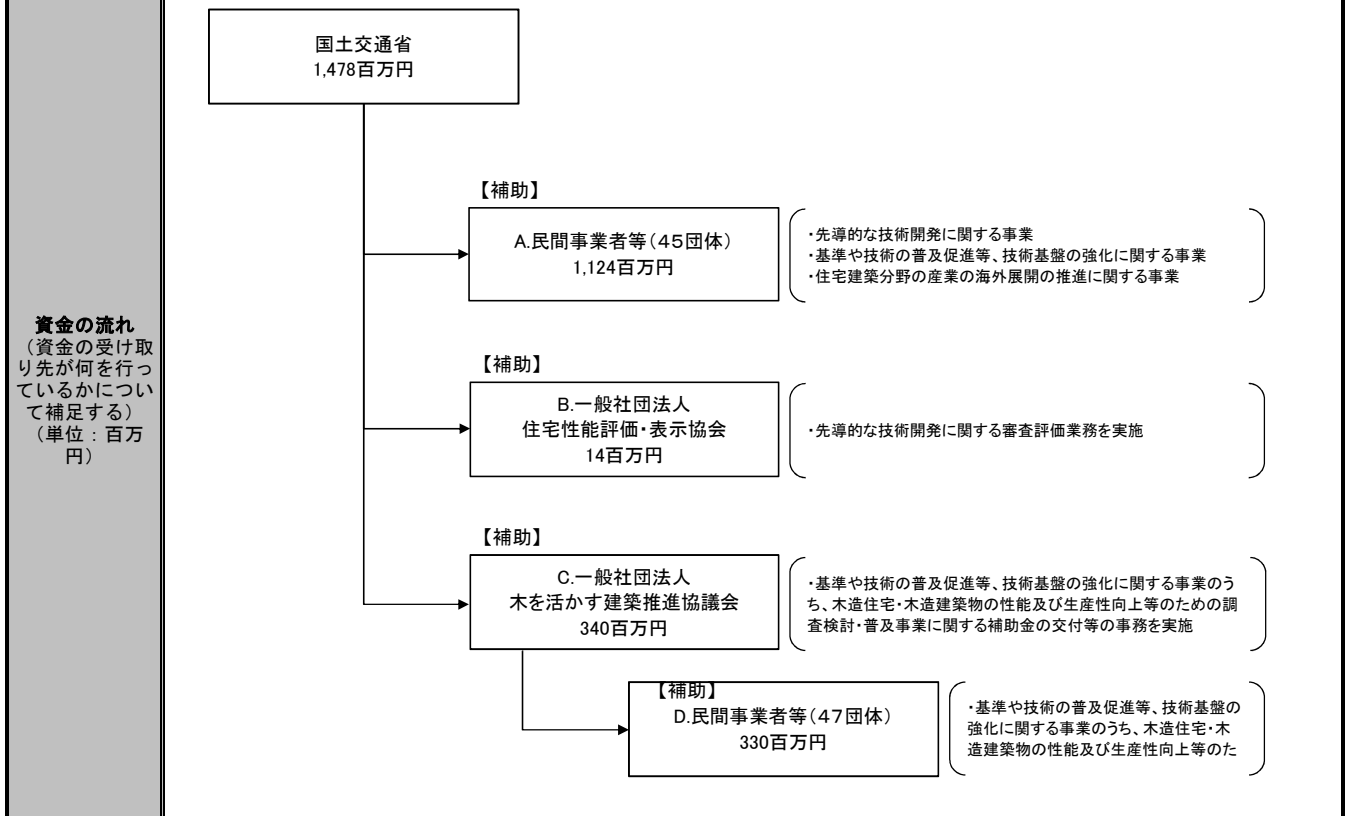 国土交通省
1,478百万円
【補助】
A.民間事業者等（４５団体）
1,124百万円
・先導的な技術開発に関する事業
・基準や技術の普及促進等、技術基盤の強化に関する事業
・住宅建築分野の産業の海外展開の推進に関する事業
資金の流れ
（資金の受け取
り先が何を行っ
ているかについ
て補足する）
（単位：百万
円）
【補助】
B.一般社団法人
住宅性能評価・表示協会
14百万円
・先導的な技術開発に関する審査評価業務を実施
【補助】
C.一般社団法人
木を活かす建築推進協議会
340百万円
・基準や技術の普及促進等、技術基盤の強化に関する事業のう
ち、木造住宅・木造建築物の性能及び生産性向上等のための調
査検討・普及事業に関する補助金の交付等の事務を実施
【補助】
D.民間事業者等（４７団体）
330百万円
・基準や技術の普及促進等、技術基盤の
強化に関する事業のうち、木造住宅・木
造建築物の性能及び生産性向上等のた